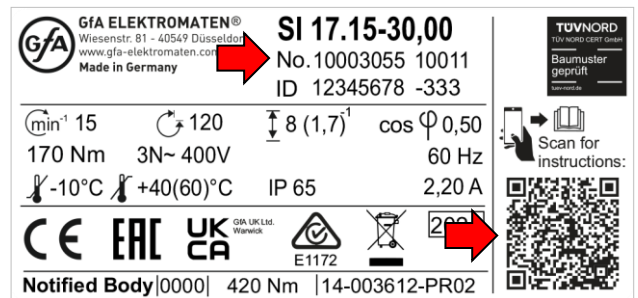 GfA
GfA ELEKTROMATEN®
Wiesenstr. 81 - 40549 Düsseldorf
www.gfa-elektromaten.com
Made in Germany
SI 17.15-30,00
No. 10003055 10011
ID 12345678 -333
TÜVNORD
TÜV NORD CERT GmbH
Baumuster
geprüft
tuev-nord.de
min⁻¹ 15
120
8 (1,7)⁻¹
cos φ 0,50
170 Nm
3N~ 400V
60 Hz
-10°C
+40(60)°C
IP 65
2,20 A
Scan for
instructions:
CE
EAC
UK
CA
GfA UK Ltd.
Warwick
E1172
Notified Body |0000| 420 Nm |14-003612-PR02